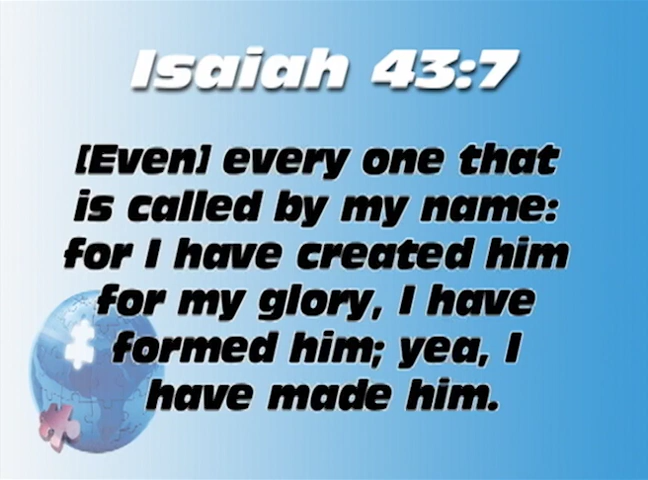 Isaiah 43:7
[Even] every one that
is called by my name:
for I have created him
for my glory, I have
formed him; yea, I
have made him.